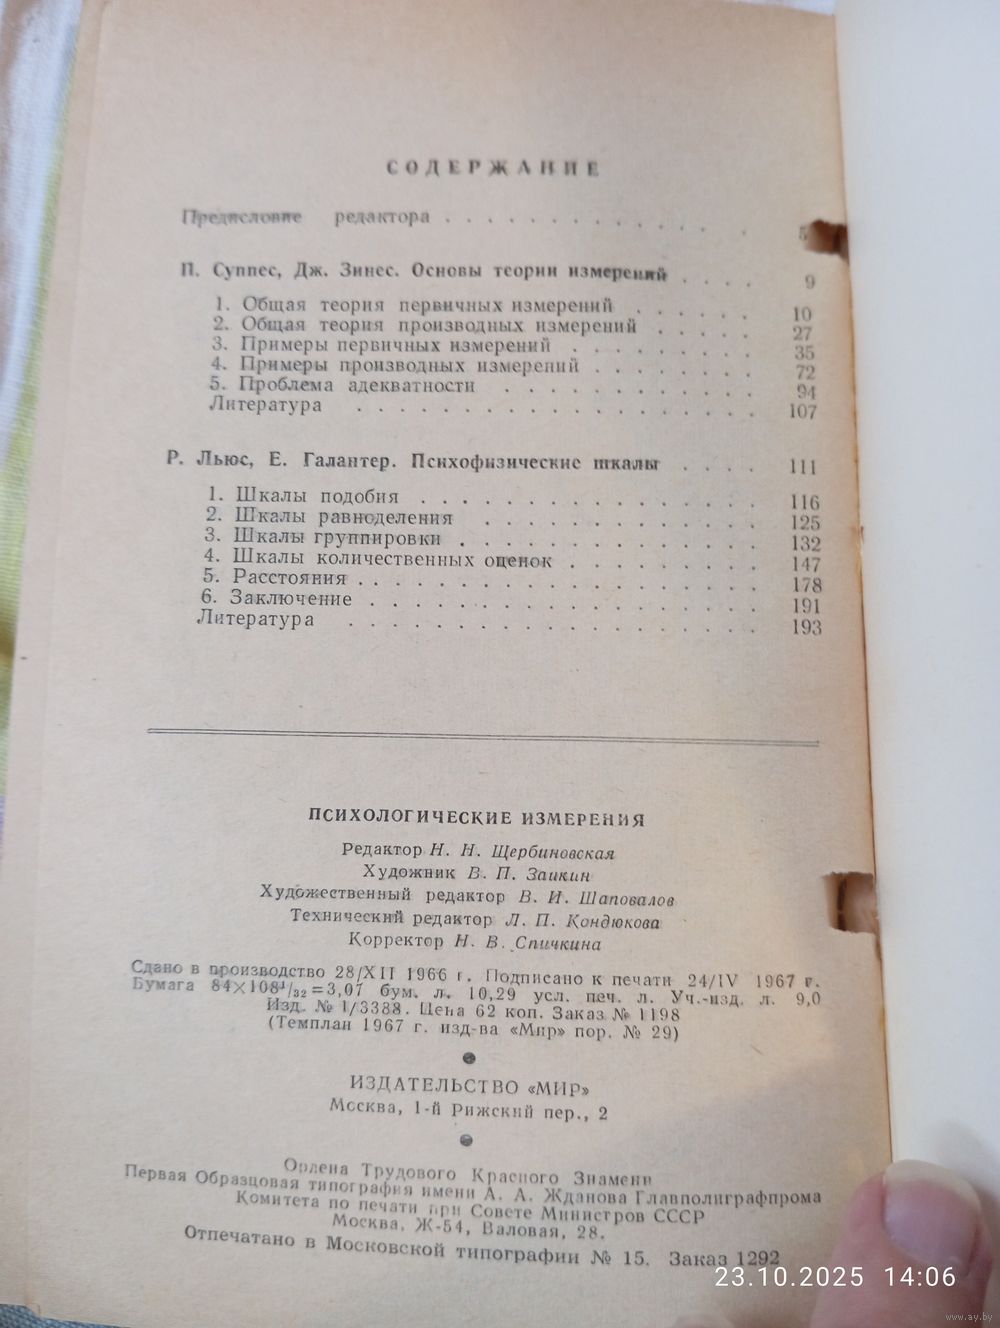 СОДЕРЖАНИЕ
Предисловие редактора . . . . . . . . . . . . 5
П. Суппес, Дж. Зинес. Основы теории измерений . . . . 9
1. Общая теория первичных измерений . . . . . . 10
2. Общая теория производных измерений . . . . . 27
3. Примеры первичных измерений . . . . . . . . 35
4. Примеры производных измерений . . . . . . . 72
5. Проблема адекватности . . . . . . . . . . . 94
Литература . . . . . . . . . . . . . . . . . . 107
Р. Льюс, Е. Галантер. Психофизические шкалы . . . . 111
1. Шкалы подобия . . . . . . . . . . . . . . . 116
2. Шкалы равноделения . . . . . . . . . . . . 125
3. Шкалы группировки . . . . . . . . . . . . . 132
4. Шкалы количественных оценок . . . . . . . . 147
5. Расстояния . . . . . . . . . . . . . . . . . 178
6. Заключение . . . . . . . . . . . . . . . . . 191
Литература . . . . . . . . . . . . . . . . . . 193
ПСИХОЛОГИЧЕСКИЕ ИЗМЕРЕНИЯ
Редактор Н. Н. Щербиновская
Художник В. П. Заикин
Художественный редактор В. И. Шаповалов
Технический редактор Л. П. Кондюкова
Корректор Н. В. Спичкина
Сдано в производство 28/XII 1966 г. Подписано к печати 24/IV 1967 г.
Бумага 84×108¹/₃₂=3,07 бум. л. 10,29 усл. печ. л. Уч.-изд. л. 9,0
Изд. № 1/3388. Цена 62 коп. Заказ № 1198
(Темплан 1967 г. изд-ва «Мир» пор. № 29)
ИЗДАТЕЛЬСТВО «МИР»
Москва, 1-й Рижский пер., 2
Ордена Трудового Красного Знамени
Первая Образцовая типография имени А. А. Жданова Главполиграфпрома
Комитета по печати при Совете Министров СССР
Москва, Ж-54, Валовая, 28.
Отпечатано в Московской типографии № 15. Заказ 1292
23.10.2025 14:06
www.ay.by